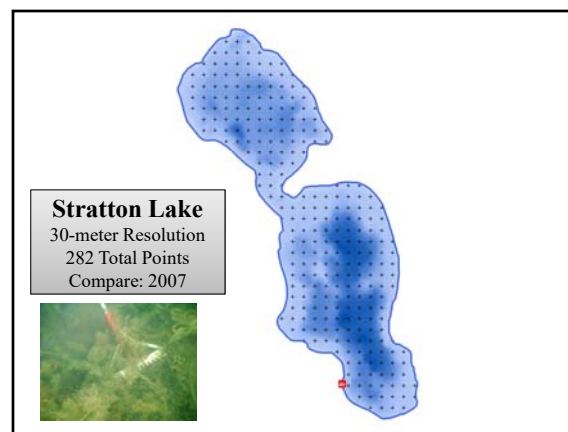 Stratton Lake
30-meter Resolution
282 Total Points
Compare: 2007